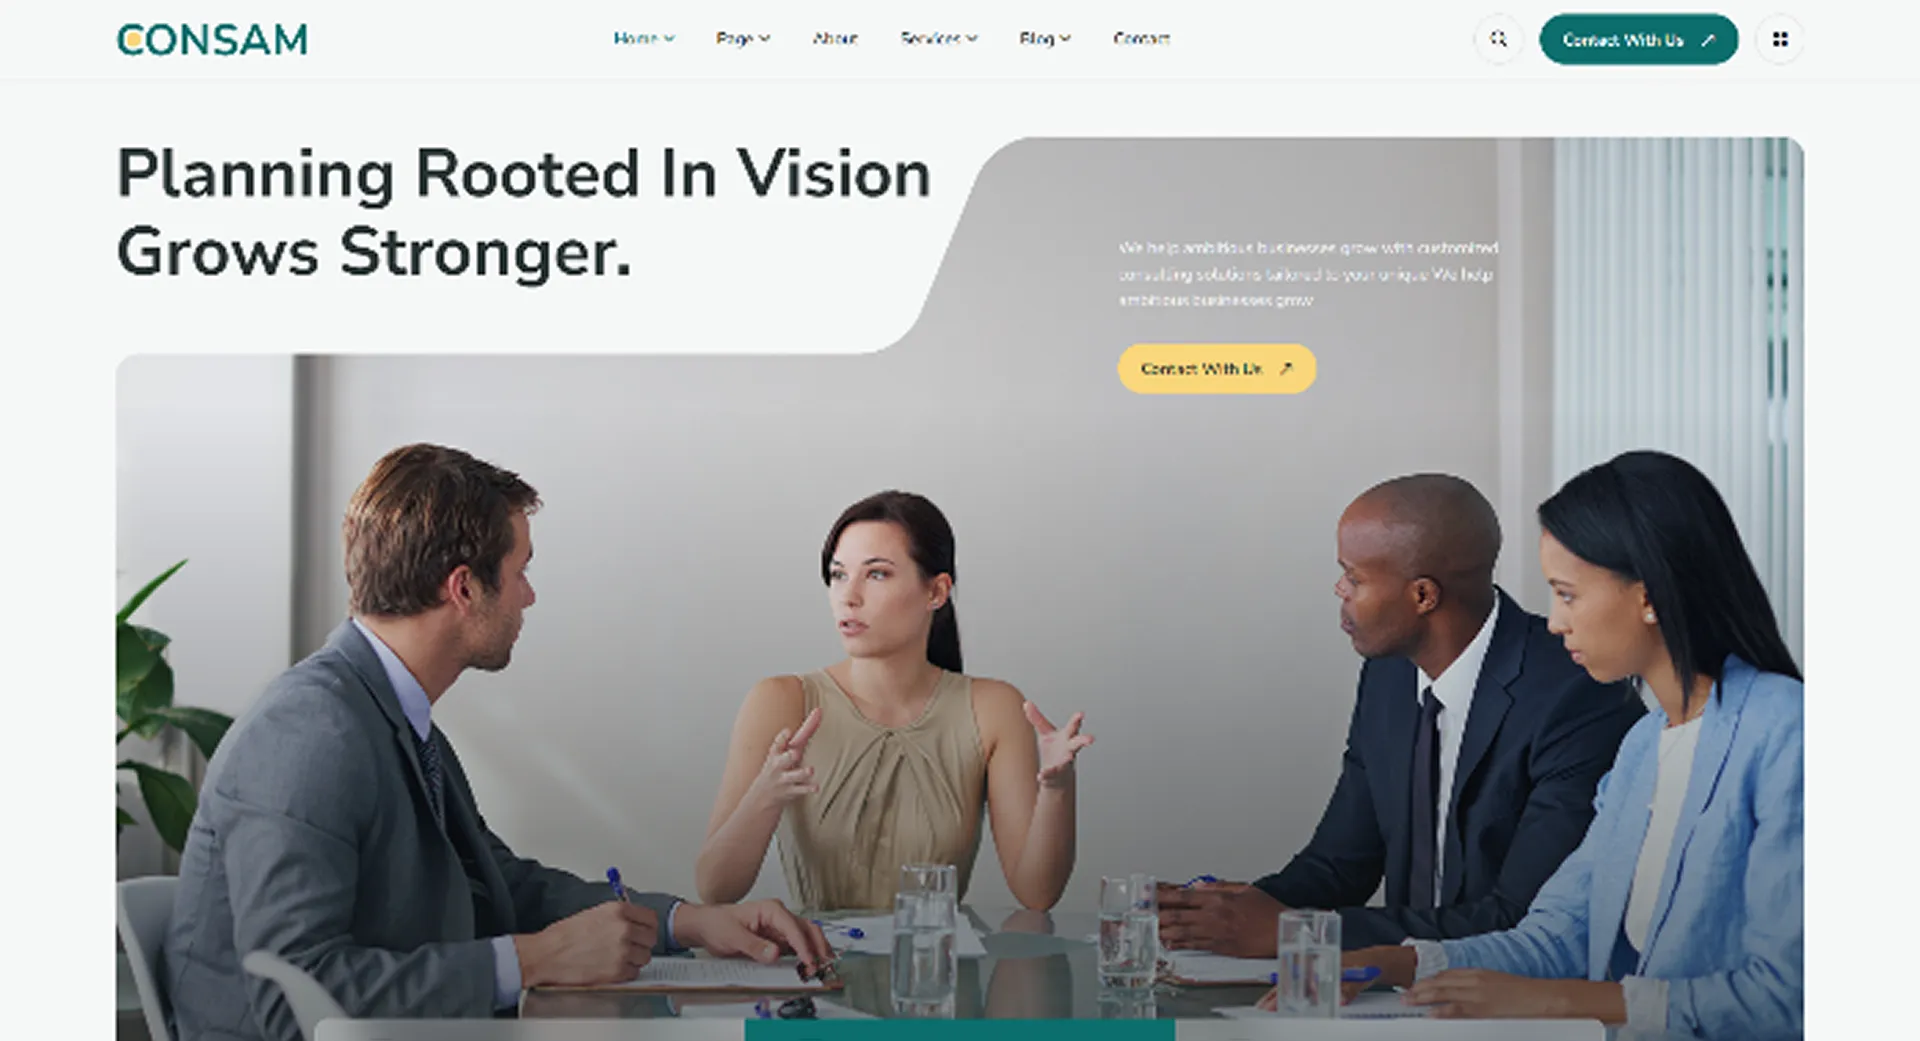 CONSAM
Home
Page
About
Services
Blog
Contact
Contact With Us
Planning Rooted In Vision
Grows Stronger.
We help ambitious businesses grow with customized
consulting solutions tailored to your unique We help
ambitious businesses grow
Contact With Us